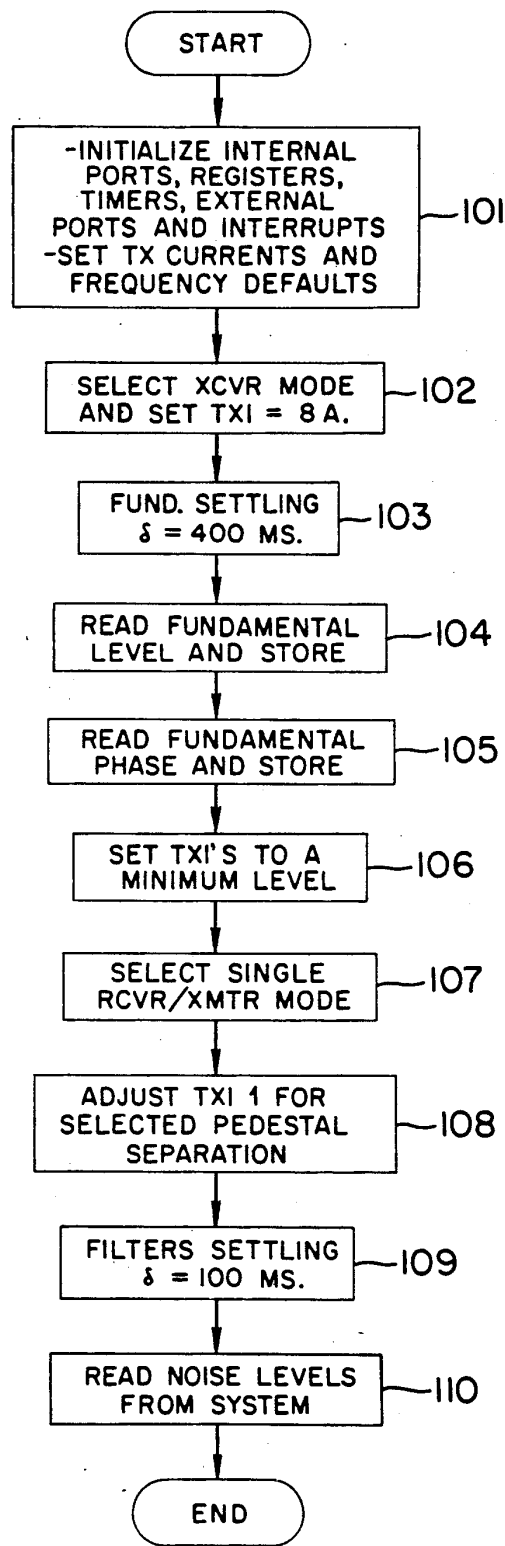 START
-INITIALIZE INTERNAL
PORTS, REGISTERS,
TIMERS, EXTERNAL
PORTS AND INTERRUPTS
-SET TX CURRENTS AND
FREQUENCY DEFAULTS
101
SELECT XCVR MODE
AND SET TXI = 8 A.
102
FUND. SETTLING
δ = 400 MS.
103
READ FUNDAMENTAL
LEVEL AND STORE
104
READ FUNDAMENTAL
PHASE AND STORE
105
SET TXI'S TO A
MINIMUM LEVEL
106
SELECT SINGLE
RCVR/XMTR MODE
107
ADJUST TXI 1 FOR
SELECTED PEDESTAL
SEPARATION
108
FILTERS SETTLING
δ = 100 MS.
109
READ NOISE LEVELS
FROM SYSTEM
110
END